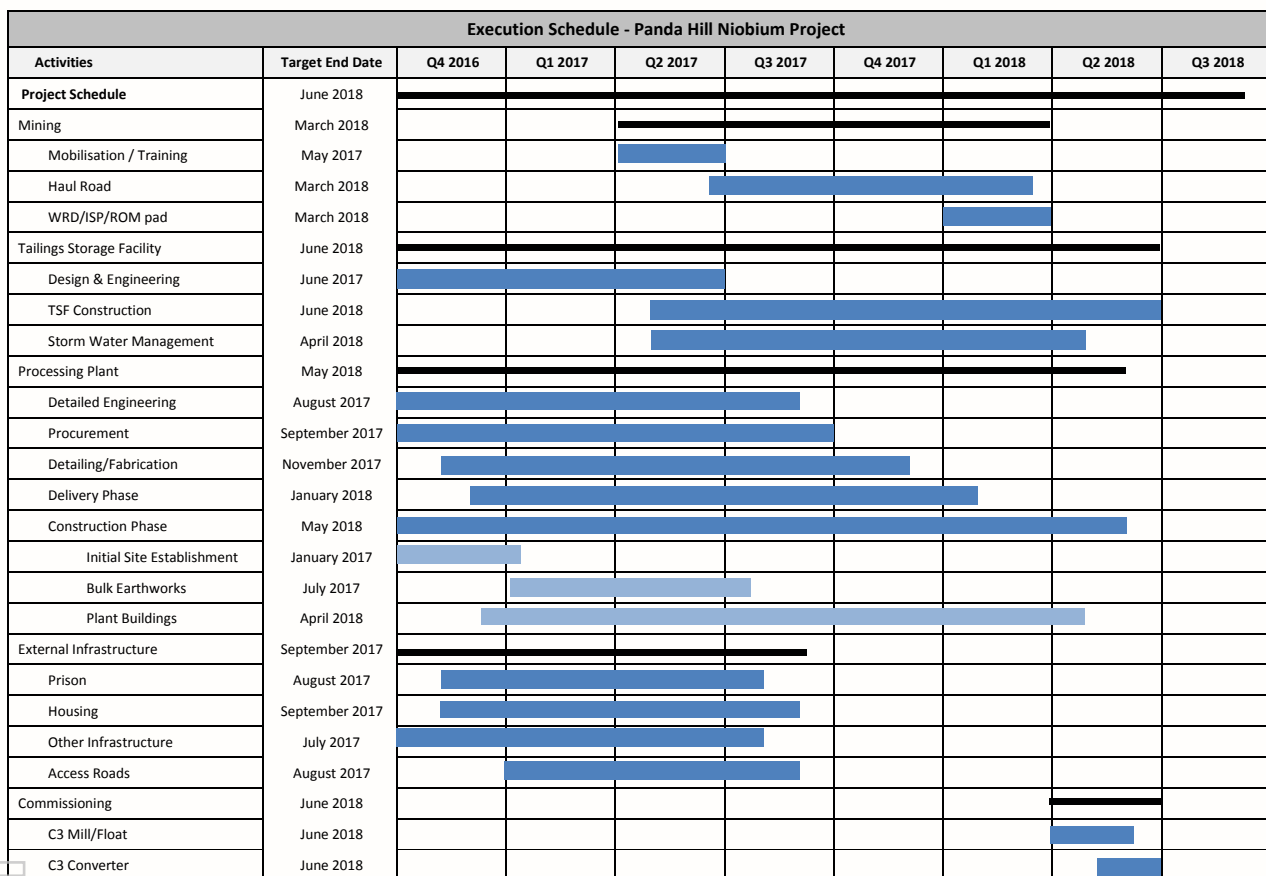 Execution Schedule - Panda Hill Niobium Project
Activities Target End Date Q4 2016 Q1 2017 Q2 2017 Q3 2017 Q4 2017 Q1 2018 Q2 2018 Q3 2018
Project Schedule June 2018
Mining March 2018
Mobilisation / Training May 2017
Haul Road March 2018
WRD/ISP/ROM pad March 2018
Tailings Storage Facility June 2018
Design & Engineering June 2017
TSF Construction June 2018
Storm Water Management April 2018
Processing Plant May 2018
Detailed Engineering August 2017
Procurement September 2017
Detailing/Fabrication November 2017
Delivery Phase January 2018
Construction Phase May 2018
Initial Site Establishment January 2017
Bulk Earthworks July 2017
Plant Buildings April 2018
External Infrastructure September 2017
Prison August 2017
Housing September 2017
Other Infrastructure July 2017
Access Roads August 2017
Commissioning June 2018
C3 Mill/Float June 2018
C3 Converter June 2018